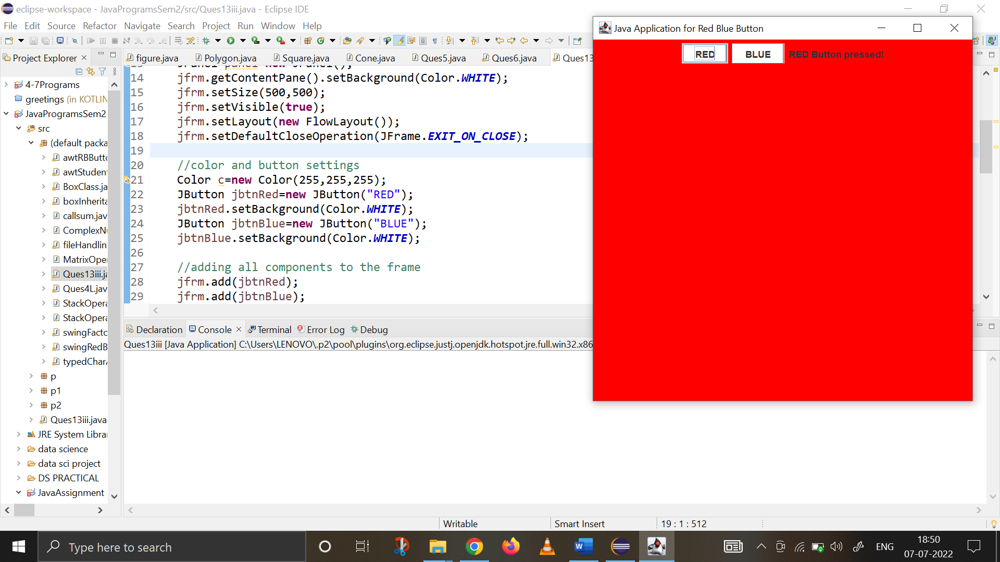 eclipse-workspace - JavaProgramsSem2/src/Ques13iii.java - Eclipse IDE
File Edit Source Refactor Navigate Search Project Run Window Help
Project Explorer
4-7Programs
greetings (in KOTLIN
JavaProgramsSem2
src
(default packa
awtRBButto
awtStudent
BoxClass.ja
boxInherita
callsum.jav
ComplexNu
fileHandlin
MatrixOper
Ques13iii.ja
Ques4L.jav
StackOpera
StackOpera
swingFacto
swingRedB
typedCharA
p
p1
p2
Ques13iii.java
JRE System Librar
data science
data sci project
DS PRACTICAL
JavaAssignment
figure.java Polygon.java Square.java Cone.java Ques5.java Ques6.java Ques13
14 jfrm.getContentPane().setBackground(Color.WHITE);
15 jfrm.setSize(500,500);
16 jfrm.setVisible(true);
17 jfrm.setLayout(new FlowLayout());
18 jfrm.setDefaultCloseOperation(JFrame.EXIT_ON_CLOSE);
19
20 //color and button settings
21 Color c=new Color(255,255,255);
22 JButton jbtnRed=new JButton("RED");
23 jbtnRed.setBackground(Color.WHITE);
24 JButton jbtnBlue=new JButton("BLUE");
25 jbtnBlue.setBackground(Color.WHITE);
26
27 //adding all components to the frame
28 jfrm.add(jbtnRed);
29 jfrm.add(jbtnBlue);
Declaration Console Terminal Error Log Debug
Ques13iii [Java Application] C:\Users\LENOVO\.p2\pool\plugins\org.eclipse.justj.openjdk.hotspot.jre.full.win32.x86
Java Application for Red Blue Button
RED BLUE RED Button pressed!
Writable Smart Insert 19 : 1 : 512
Type here to search
ENG
18:50
07-07-2022